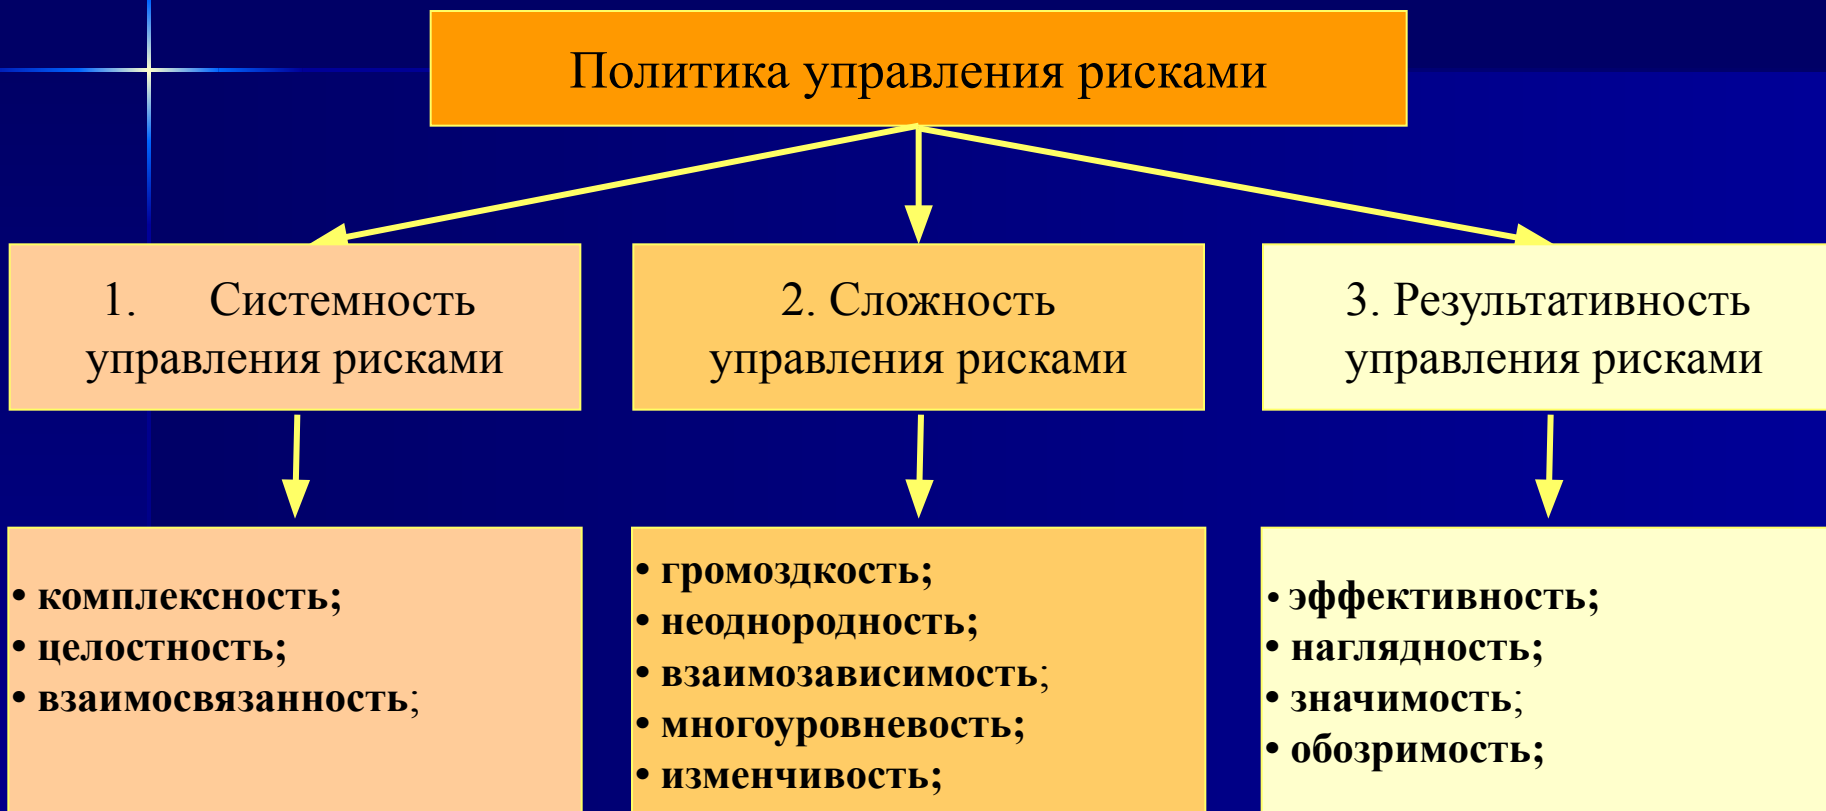 Политика управления рисками
1. Системность
управления рисками
2. Сложность
управления рисками
3. Результативность
управления рисками
• комплексность;
• целостность;
• взаимосвязанность;
• громоздкость;
• неоднородность;
• взаимозависимость;
• многоуровневость;
• изменчивость;
• эффективность;
• наглядность;
• значимость;
• обозримость;